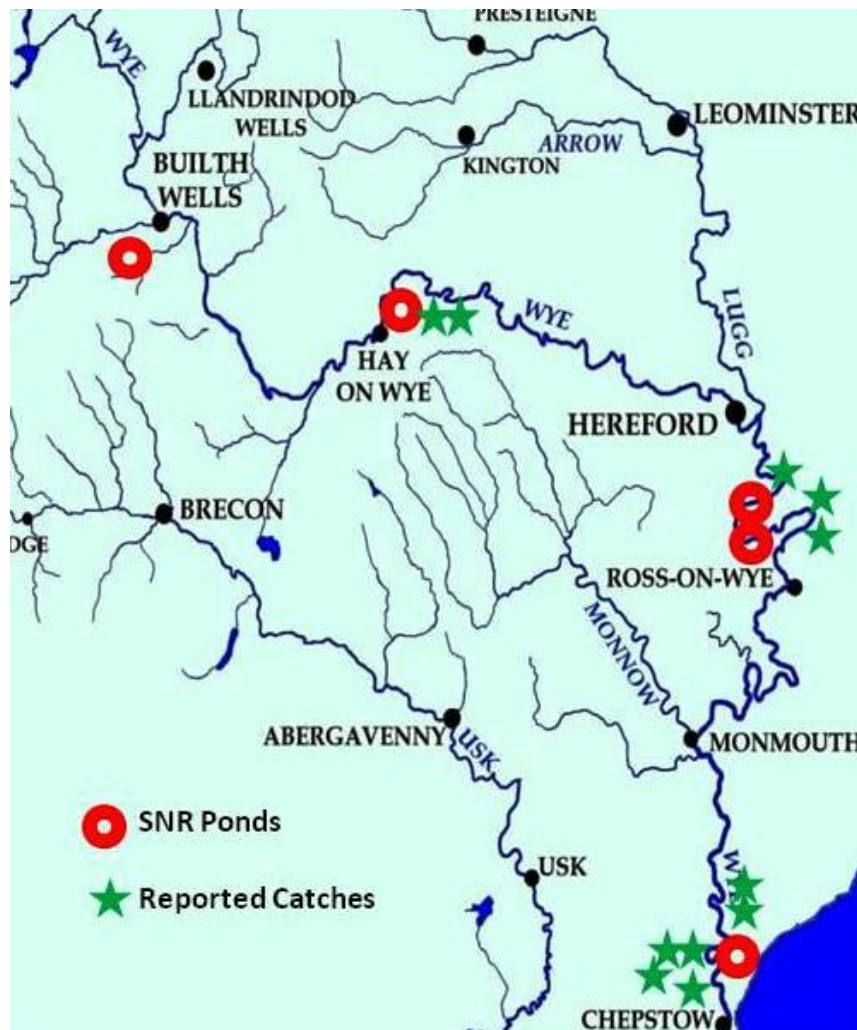 PRESTEIGNE
WYE
LLANDRINDOD
WELLS
LEOMINSTER
ARROW
KINGTON
BUILTH
WELLS
LUGG
WYE
HAY
ON WYE
HEREFORD
BRECON
DGE
ROSS-ON-WYE
MONNOW
ABERGAVENNY
USK
MONMOUTH
SNR Ponds
USK
Reported Catches
CHEPSTOW